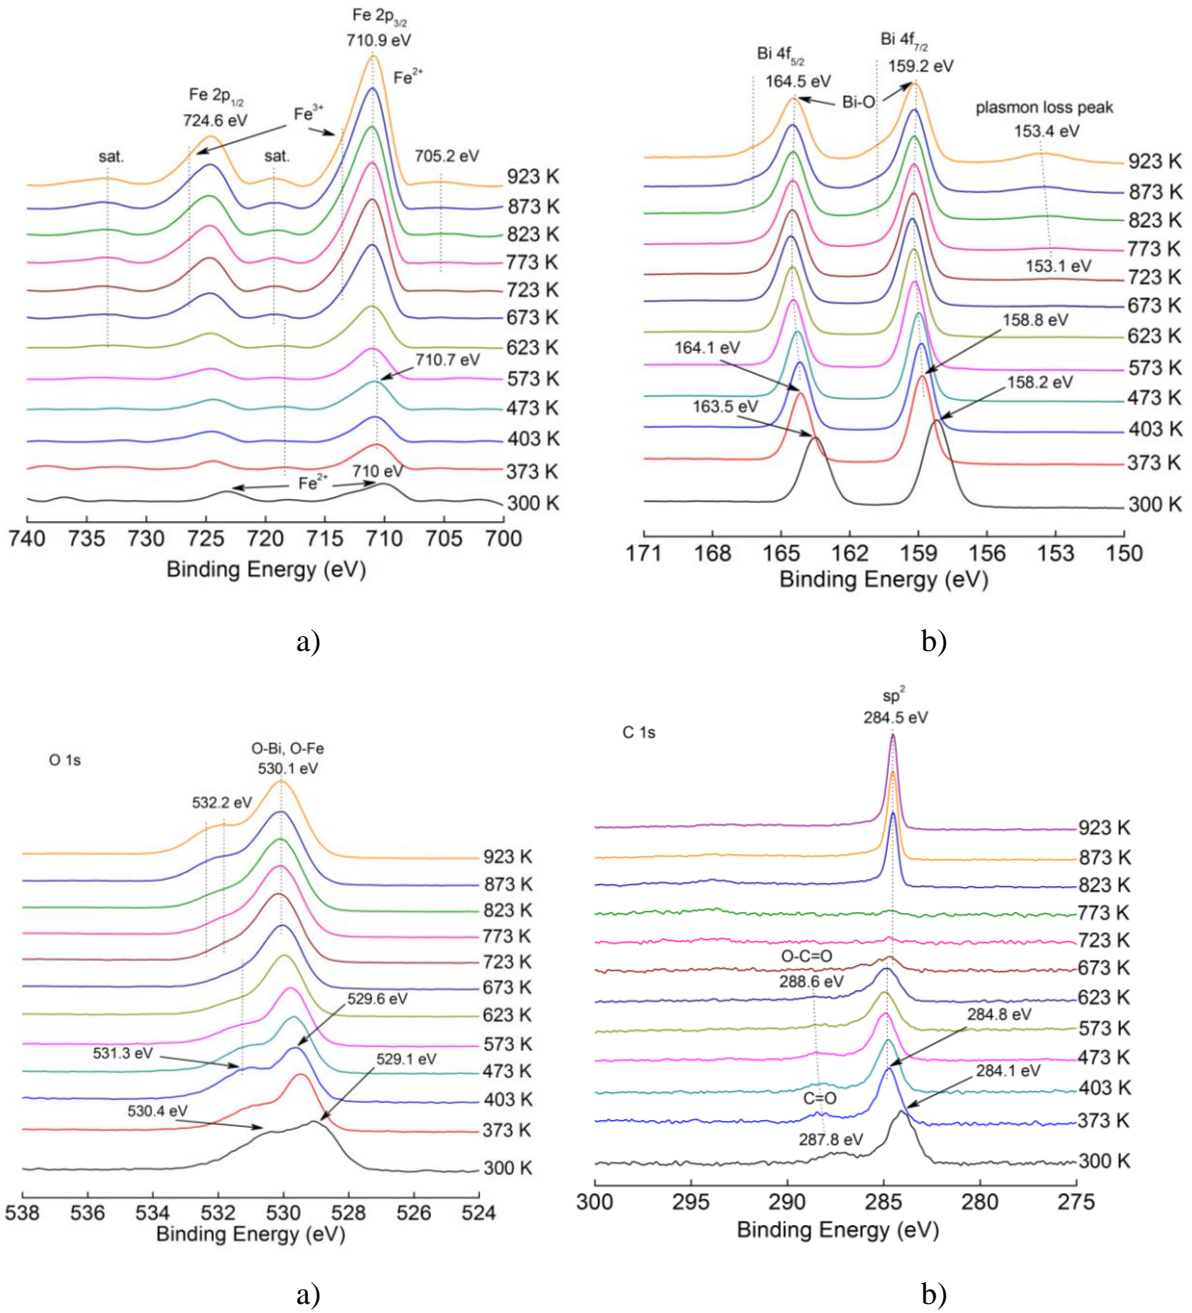 Fe 2p3/2
710.9 eV
Fe2+
Fe 2p1/2
724.6 eV
Fe3+
sat.
sat.
705.2 eV
923 K
873 K
823 K
773 K
723 K
673 K
623 K
710.7 eV
573 K
473 K
403 K
373 K
710 eV
Fe2+
300 K
740 735 730 725 720 715 710 705 700
Binding Energy (eV)
a)
Bi 4f7/2
159.2 eV
Bi 4f5/2
164.5 eV
Bi-O
plasmon loss peak
153.4 eV
923 K
873 K
823 K
773 K
153.1 eV
723 K
673 K
158.8 eV
623 K
164.1 eV
573 K
158.2 eV
473 K
163.5 eV
403 K
373 K
300 K
171 168 165 162 159 156 153 150
Binding Energy (eV)
b)
O 1s
O-Bi, O-Fe
530.1 eV
532.2 eV
923 K
873 K
823 K
773 K
723 K
673 K
529.6 eV
623 K
531.3 eV
573 K
529.1 eV
473 K
530.4 eV
403 K
373 K
300 K
538 536 534 532 530 528 526 524
Binding Energy (eV)
a)
sp2
284.5 eV
C 1s
923 K
873 K
823 K
773 K
723 K
O-C=O
673 K
288.6 eV
623 K
284.8 eV
573 K
473 K
284.1 eV
403 K
C=O
373 K
287.8 eV
300 K
300 295 290 285 280 275
Binding Energy (eV)
b)